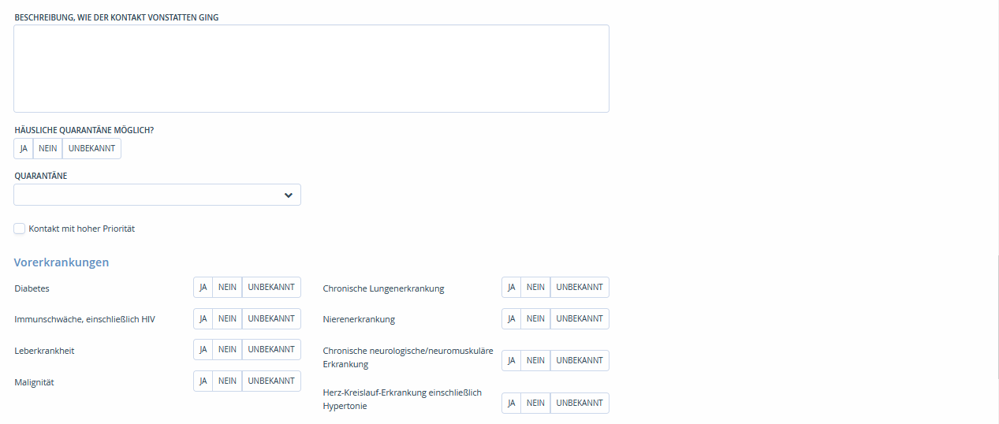 BESCHREIBUNG, WIE DER KONTAKT VONSTATTEN GING
HÄUSLICHE QUARANTÄNE MÖGLICH?
JA NEIN UNBEKANNT
QUARANTÄNE
Kontakt mit hoher Priorität
Vorerkrankungen
Diabetes JA NEIN UNBEKANNT
Chronische Lungenerkrankung JA NEIN UNBEKANNT
Immunschwäche, einschließlich HIV JA NEIN UNBEKANNT
Nierenerkrankung JA NEIN UNBEKANNT
Leberkrankheit JA NEIN UNBEKANNT
Chronische neurologische/neuromuskuläre
Erkrankung JA NEIN UNBEKANNT
Malignität JA NEIN UNBEKANNT
Herz-Kreislauf-Erkrankung einschließlich
Hypertonie JA NEIN UNBEKANNT